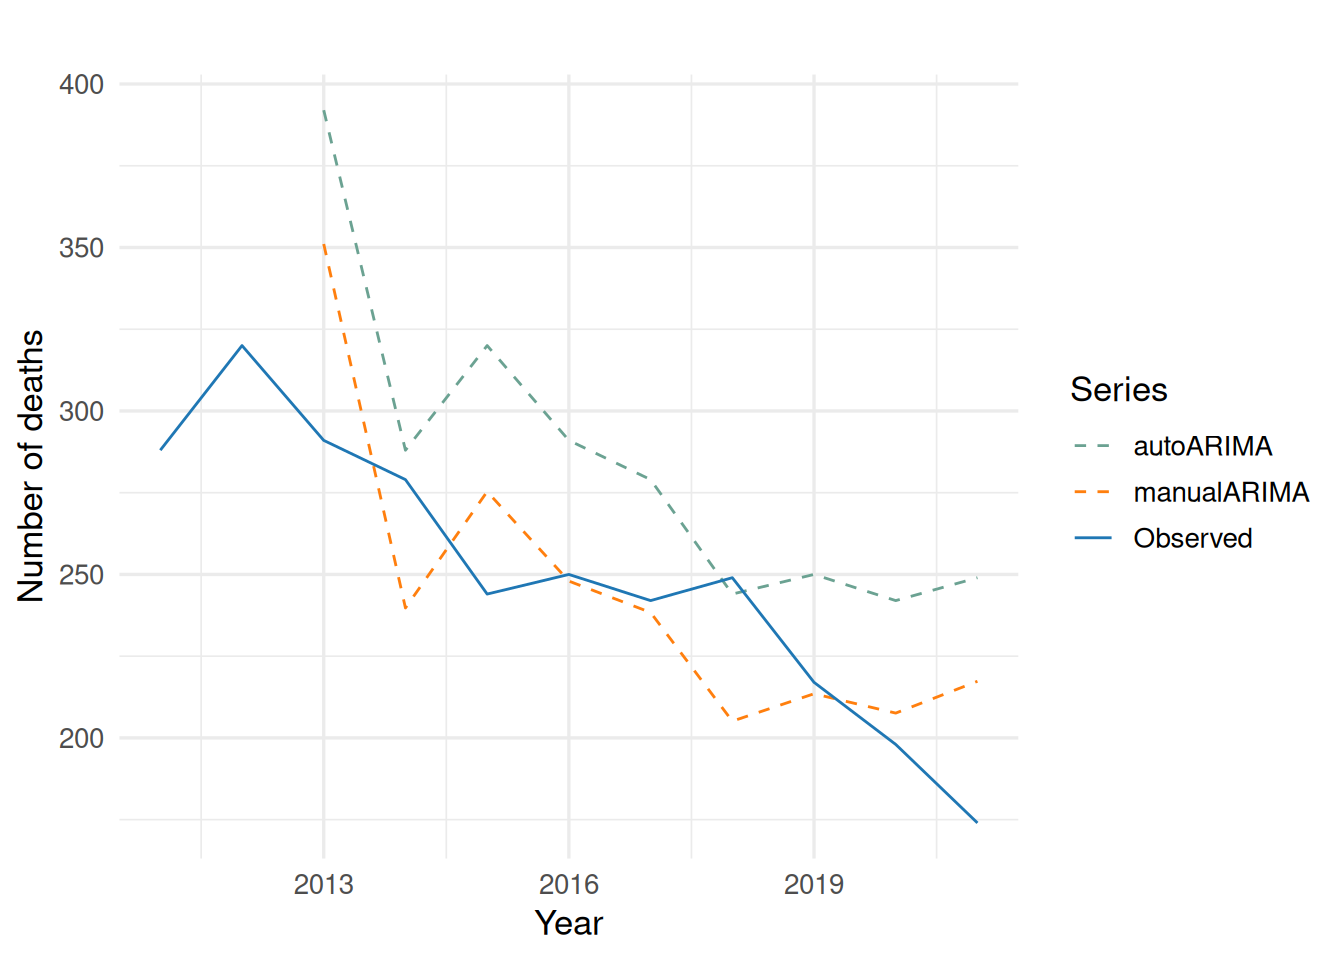 400
350
300
250
200
Number of deaths
2013 2016 2019
Year
Series
autoARIMA
manualARIMA
Observed